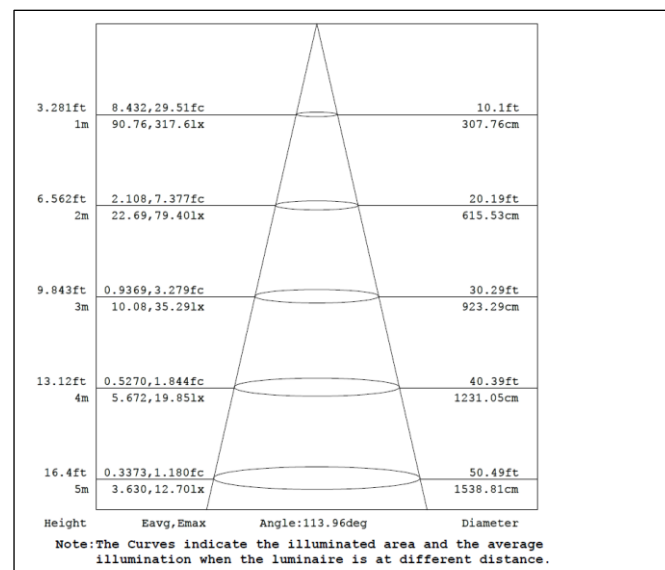 3.281ft 8.432,29.51fc 10.1ft
1m 90.76,317.6lx 307.76cm
6.562ft 2.108,7.377fc 20.19ft
2m 22.69,79.40lx 615.53cm
9.843ft 0.9369,3.279fc 30.29ft
3m 10.08,35.29lx 923.29cm
13.12ft 0.5270,1.844fc 40.39ft
4m 5.672,19.85lx 1231.05cm
16.4ft 0.3373,1.180fc 50.49ft
5m 3.630,12.70lx 1538.81cm
Height Eavg,Emax Angle:113.96deg Diameter
Note:The Curves indicate the illuminated area and the average
illumination when the luminaire is at different distance.